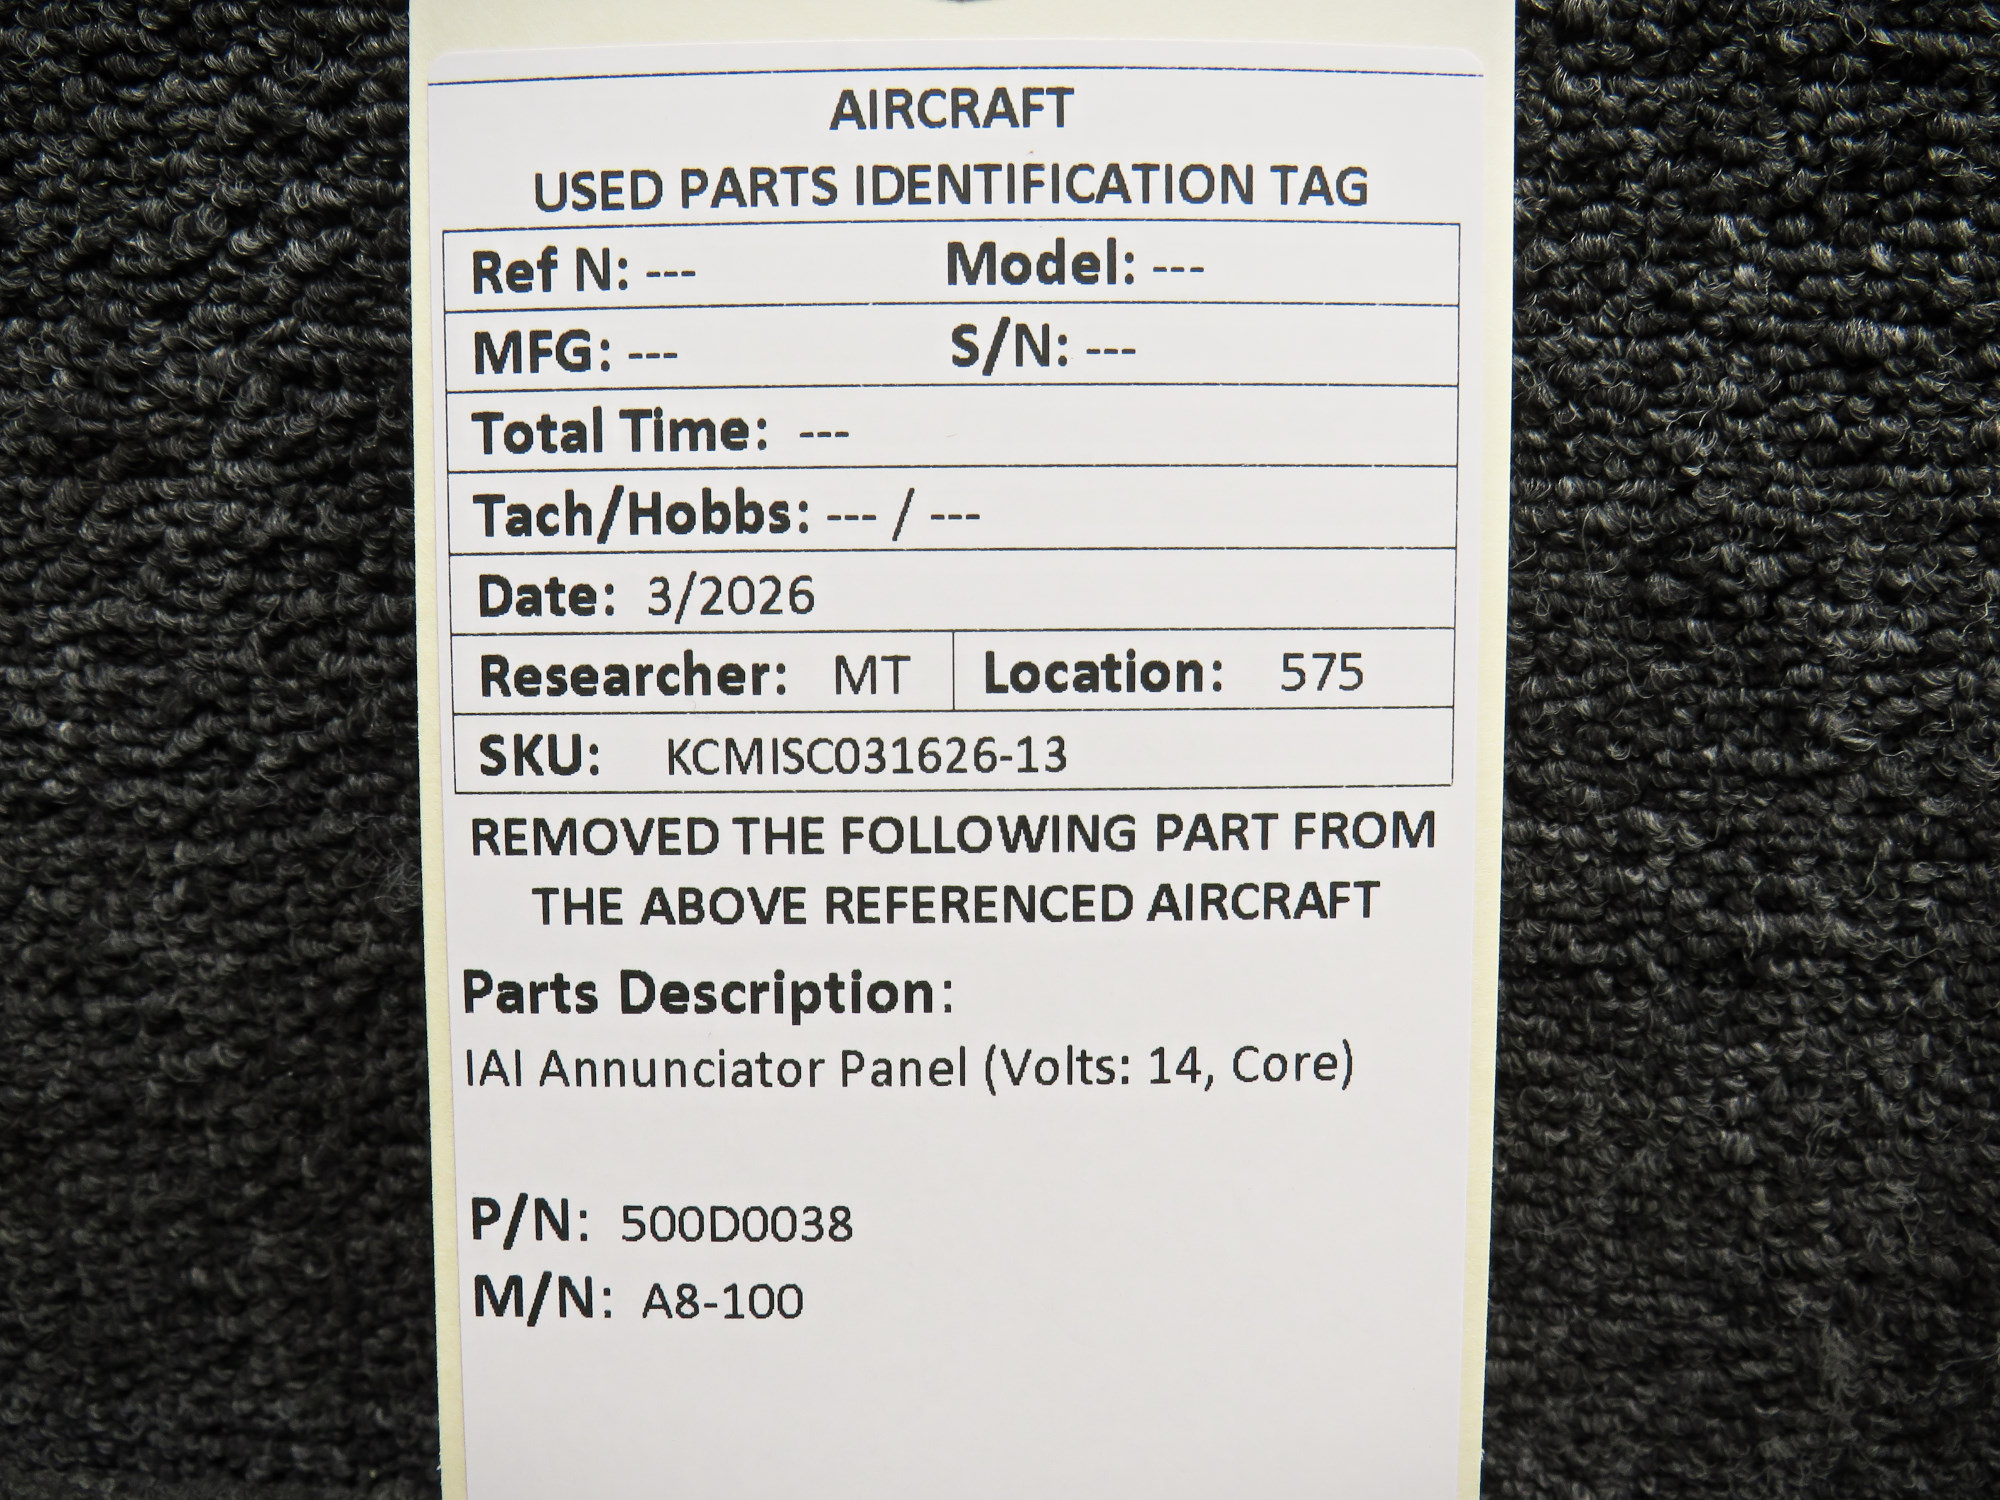 AIRCRAFT
USED PARTS IDENTIFICATION TAG
Ref N: --- Model: ---
MFG: --- S/N: ---
Total Time: ---
Tach/Hobbs: --- / ---
Date: 3/2026
Researcher: MT Location: 575
SKU: KCMISC031626-13
REMOVED THE FOLLOWING PART FROM
THE ABOVE REFERENCED AIRCRAFT
Parts Description:
IAI Annunciator Panel (Volts: 14, Core)
P/N: 500D0038
M/N: A8-100